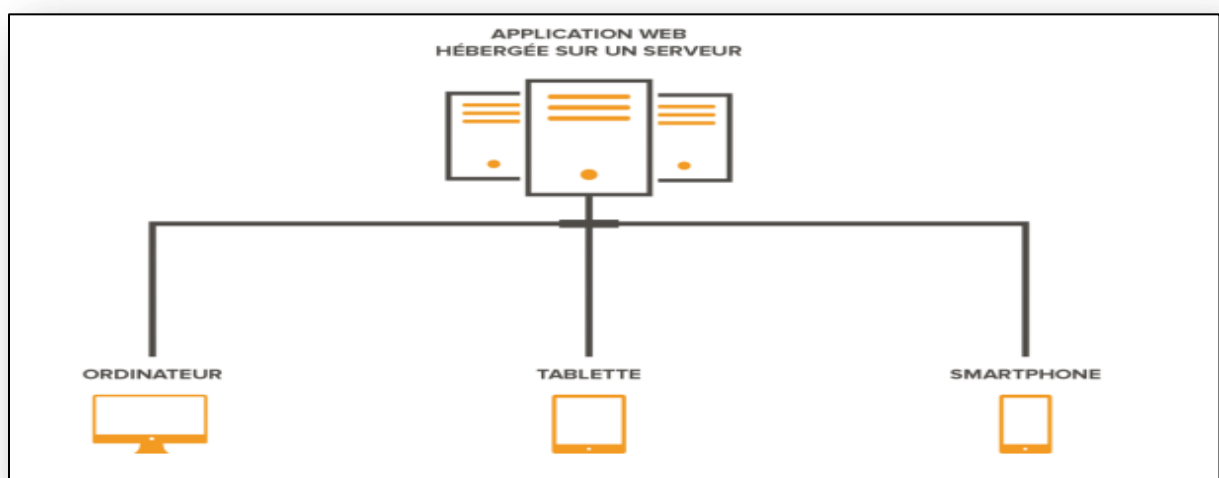 APPLICATION WEB
HÉBERGÉE SUR UN SERVEUR
ORDINATEUR
TABLETTE
SMARTPHONE